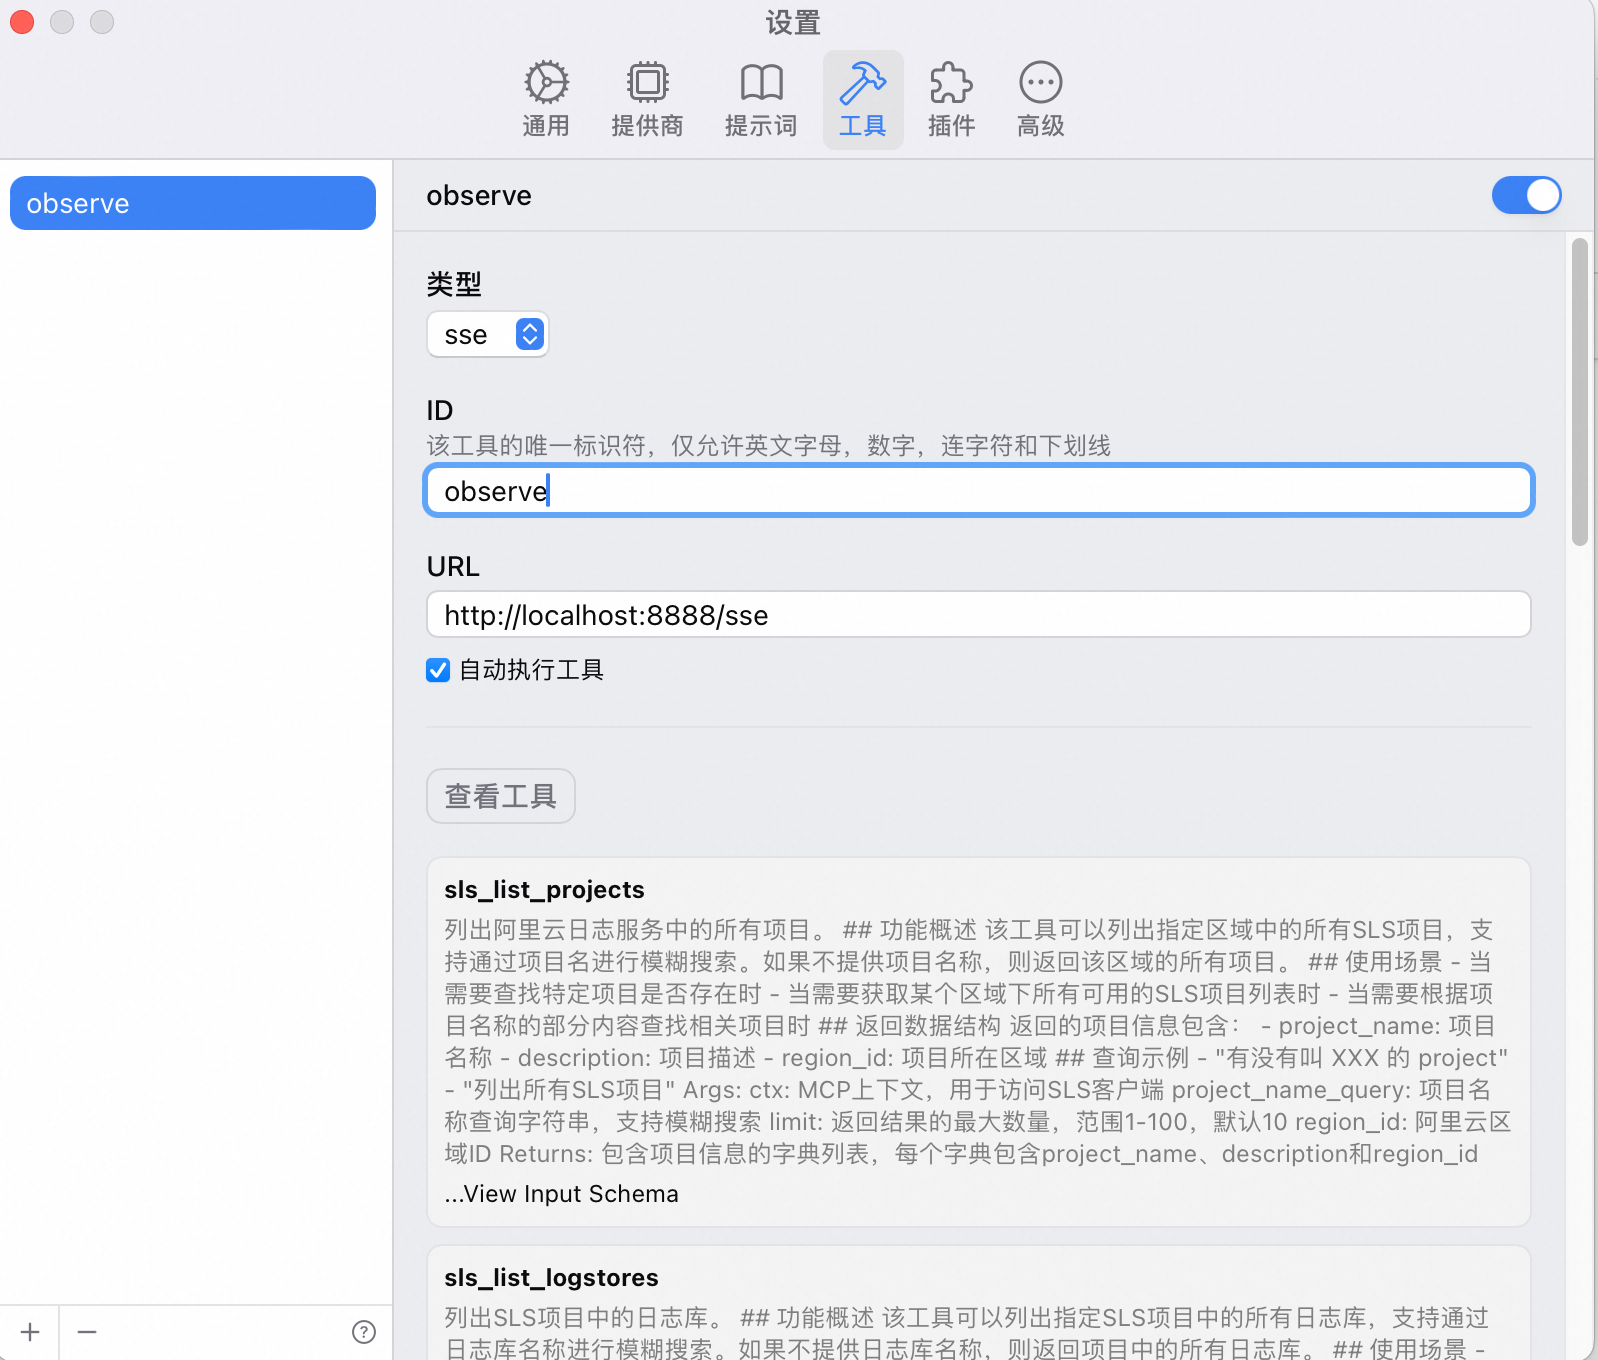 设置
通用
提供商
提示词
工具
插件
高级
observe
observe
类型
sse
ID
该工具的唯一标识符，仅允许英文字母，数字，连字符和下划线
observe
URL
http://localhost:8888/sse
自动执行工具
查看工具
sls_list_projects
列出阿里云日志服务中的所有项目。 ## 功能概述 该工具可以列出指定区域中的所有SLS项目，支
持通过项目名进行模糊搜索。如果不提供项目名称，则返回该区域的所有项目。 ## 使用场景 - 当
需要查找特定项目是否存在时 - 当需要获取某个区域下所有可用的SLS项目列表时 - 当需要根据项
目名称的部分内容查找相关项目时 ## 返回数据结构 返回的项目信息包含： - project_name: 项目
名称 - description: 项目描述 - region_id: 项目所在区域 ## 查询示例 - "有没有叫 XXX 的 project"
- "列出所有SLS项目" Args: ctx: MCP上下文，用于访问SLS客户端 project_name_query: 项目名
称查询字符串，支持模糊搜索 limit: 返回结果的最大数量，范围1-100，默认10 region_id: 阿里云区
域ID Returns: 包含项目信息的字典列表，每个字典包含project_name、description和region_id
...View Input Schema
sls_list_logstores
列出SLS项目中的日志库。 ## 功能概述 该工具可以列出指定SLS项目中的所有日志库，支持通过
日志库名称进行模糊搜索。如果不提供日志库名称，则返回项目中的所有日志库。 ## 使用场景 -